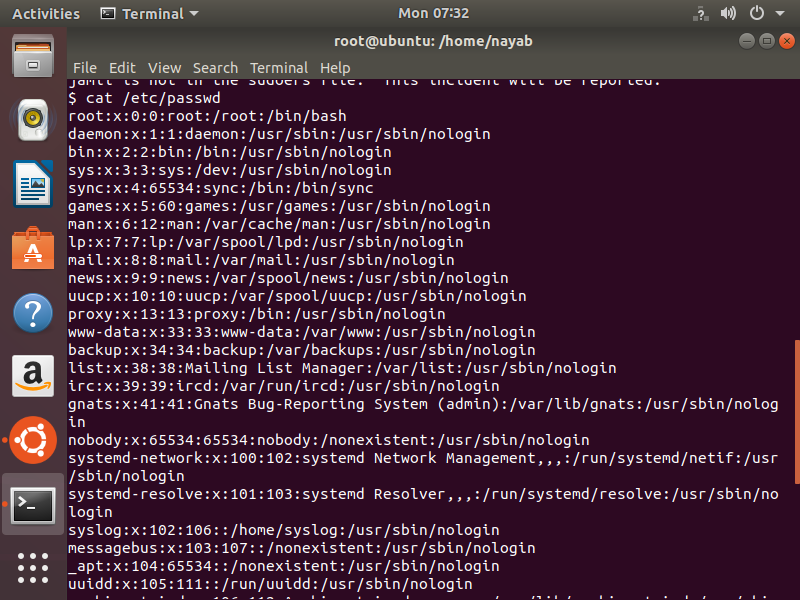 Activities Terminal Mon 07:32
root@ubuntu: /home/nayab
File Edit View Search Terminal Help
jamil is not in the sudoers file.  This incident will be reported.
$ cat /etc/passwd
root:x:0:0:root:/root:/bin/bash
daemon:x:1:1:daemon:/usr/sbin:/usr/sbin/nologin
bin:x:2:2:bin:/bin:/usr/sbin/nologin
sys:x:3:3:sys:/dev:/usr/sbin/nologin
sync:x:4:65534:sync:/bin:/bin/sync
games:x:5:60:games:/usr/games:/usr/sbin/nologin
man:x:6:12:man:/var/cache/man:/usr/sbin/nologin
lp:x:7:7:lp:/var/spool/lpd:/usr/sbin/nologin
mail:x:8:8:mail:/var/mail:/usr/sbin/nologin
news:x:9:9:news:/var/spool/news:/usr/sbin/nologin
uucp:x:10:10:uucp:/var/spool/uucp:/usr/sbin/nologin
proxy:x:13:13:proxy:/bin:/usr/sbin/nologin
www-data:x:33:33:www-data:/var/www:/usr/sbin/nologin
backup:x:34:34:backup:/var/backups:/usr/sbin/nologin
list:x:38:38:Mailing List Manager:/var/list:/usr/sbin/nologin
irc:x:39:39:ircd:/var/run/ircd:/usr/sbin/nologin
gnats:x:41:41:Gnats Bug-Reporting System (admin):/var/lib/gnats:/usr/sbin/nolog
in
nobody:x:65534:65534:nobody:/nonexistent:/usr/sbin/nologin
systemd-network:x:100:102:systemd Network Management,,,:/run/systemd/netif:/usr
/sbin/nologin
systemd-resolve:x:101:103:systemd Resolver,,,:/run/systemd/resolve:/usr/sbin/no
login
syslog:x:102:106::/home/syslog:/usr/sbin/nologin
messagebus:x:103:107::/nonexistent:/usr/sbin/nologin
_apt:x:104:65534::/nonexistent:/usr/sbin/nologin
uuidd:x:105:111::/run/uuidd:/usr/sbin/nologin